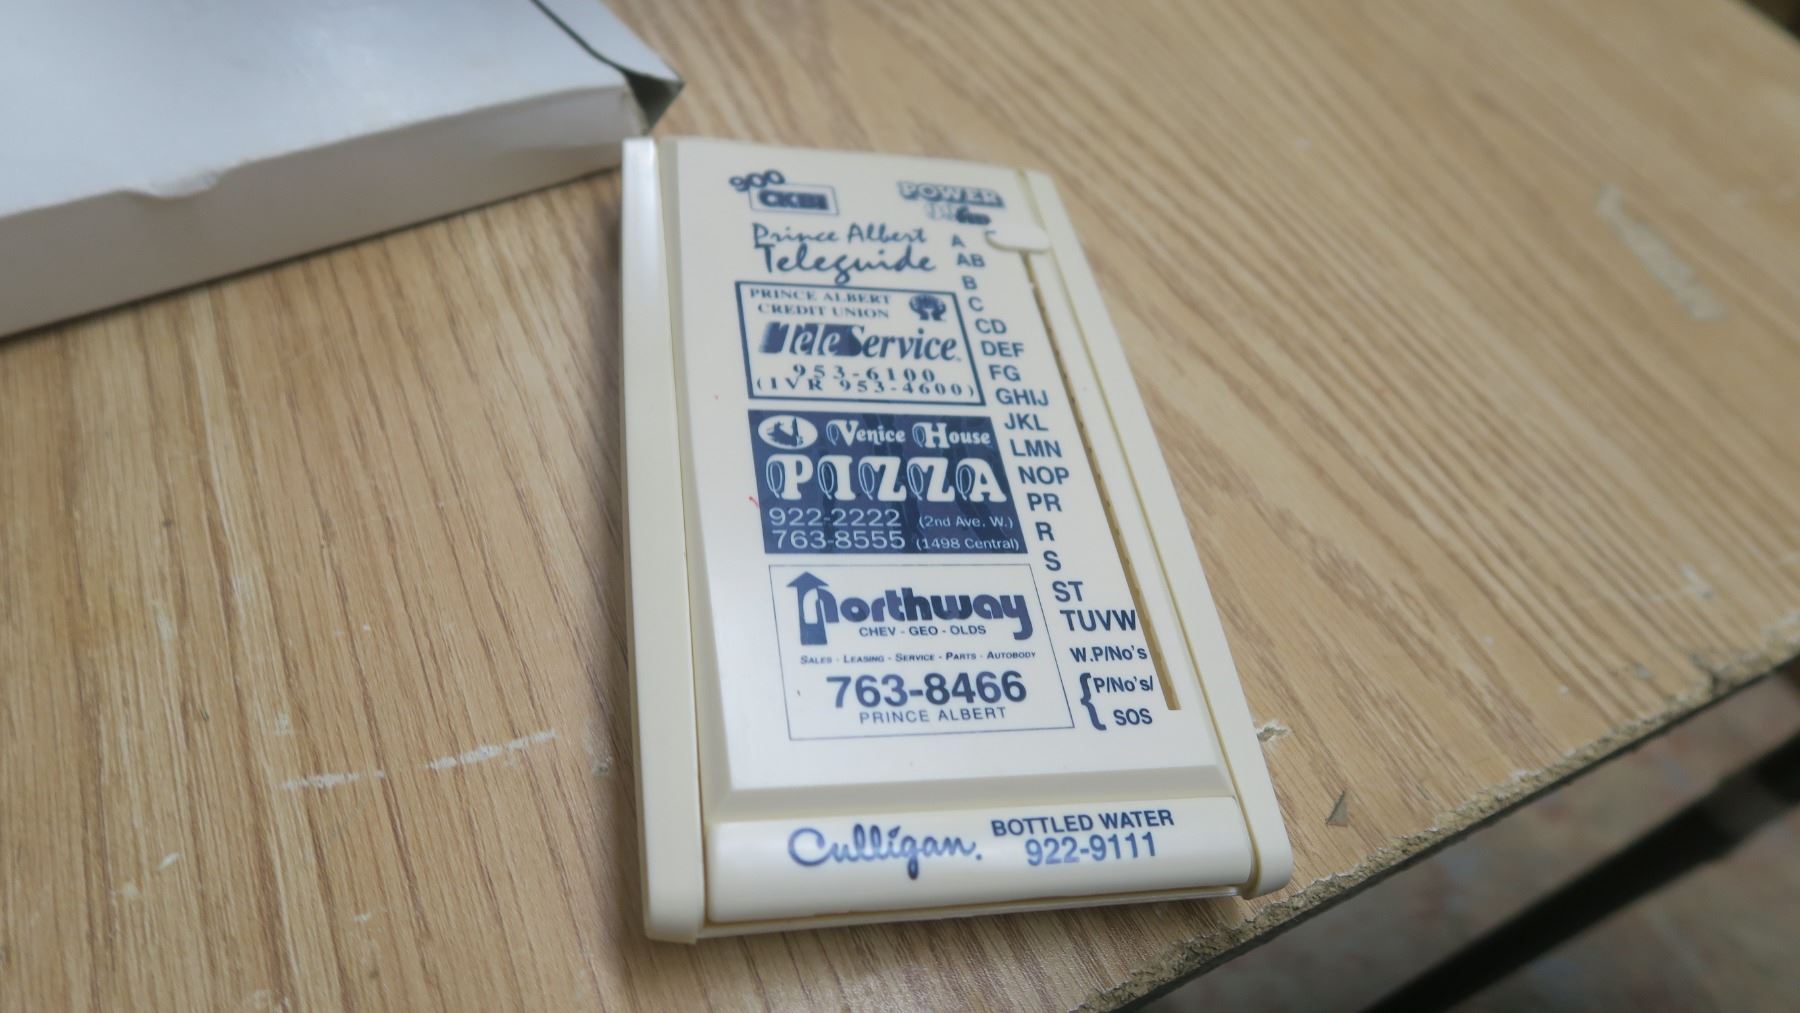 900
CKBI
POWER
99 FM
Prince Albert
Teleguide
PRINCE ALBERT
CREDIT UNION
TeleService
953-6100
(IVR 953-4600)
Venice House
PIZZA
922-2222 (2nd Ave. W.)
763-8555 (1498 Central)
northway
CHEV - GEO - OLDS
SALES - LEASING - SERVICE - PARTS - AUTOBODY
763-8466
PRINCE ALBERT
A
AB
B
C
CD
DEF
FG
GHIJ
JKL
LMN
NOP
PR
R
S
ST
TUVW
W.P/No's
P/No's/
SOS
Culligan.
BOTTLED WATER
922-9111